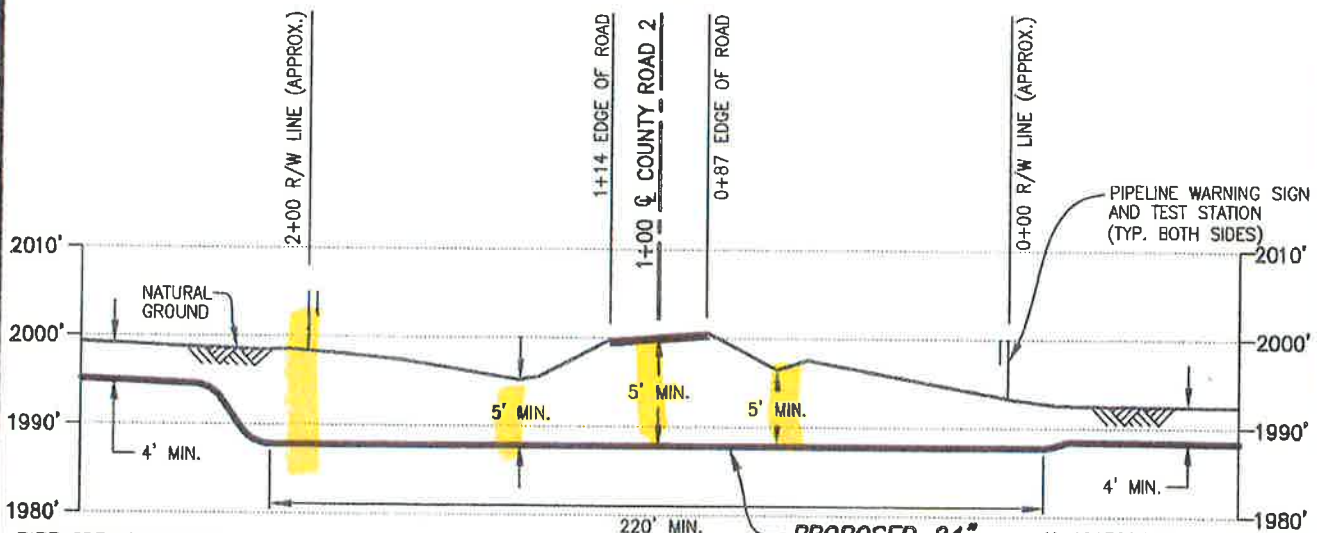 2+00 R/W LINE (APPROX.)
1+14 EDGE OF ROAD
1+00 ℄ COUNTY ROAD 2
0+87 EDGE OF ROAD
0+00 R/W LINE (APPROX.)
PIPELINE WARNING SIGN
AND TEST STATION
(TYP. BOTH SIDES)
2010'
2010'
NATURAL
GROUND
2000'
2000'
5' MIN.
5' MIN.
5' MIN.
1990'
1990'
4' MIN.
4' MIN.
1980'
1980'
220' MIN.
PROPOSED 24"